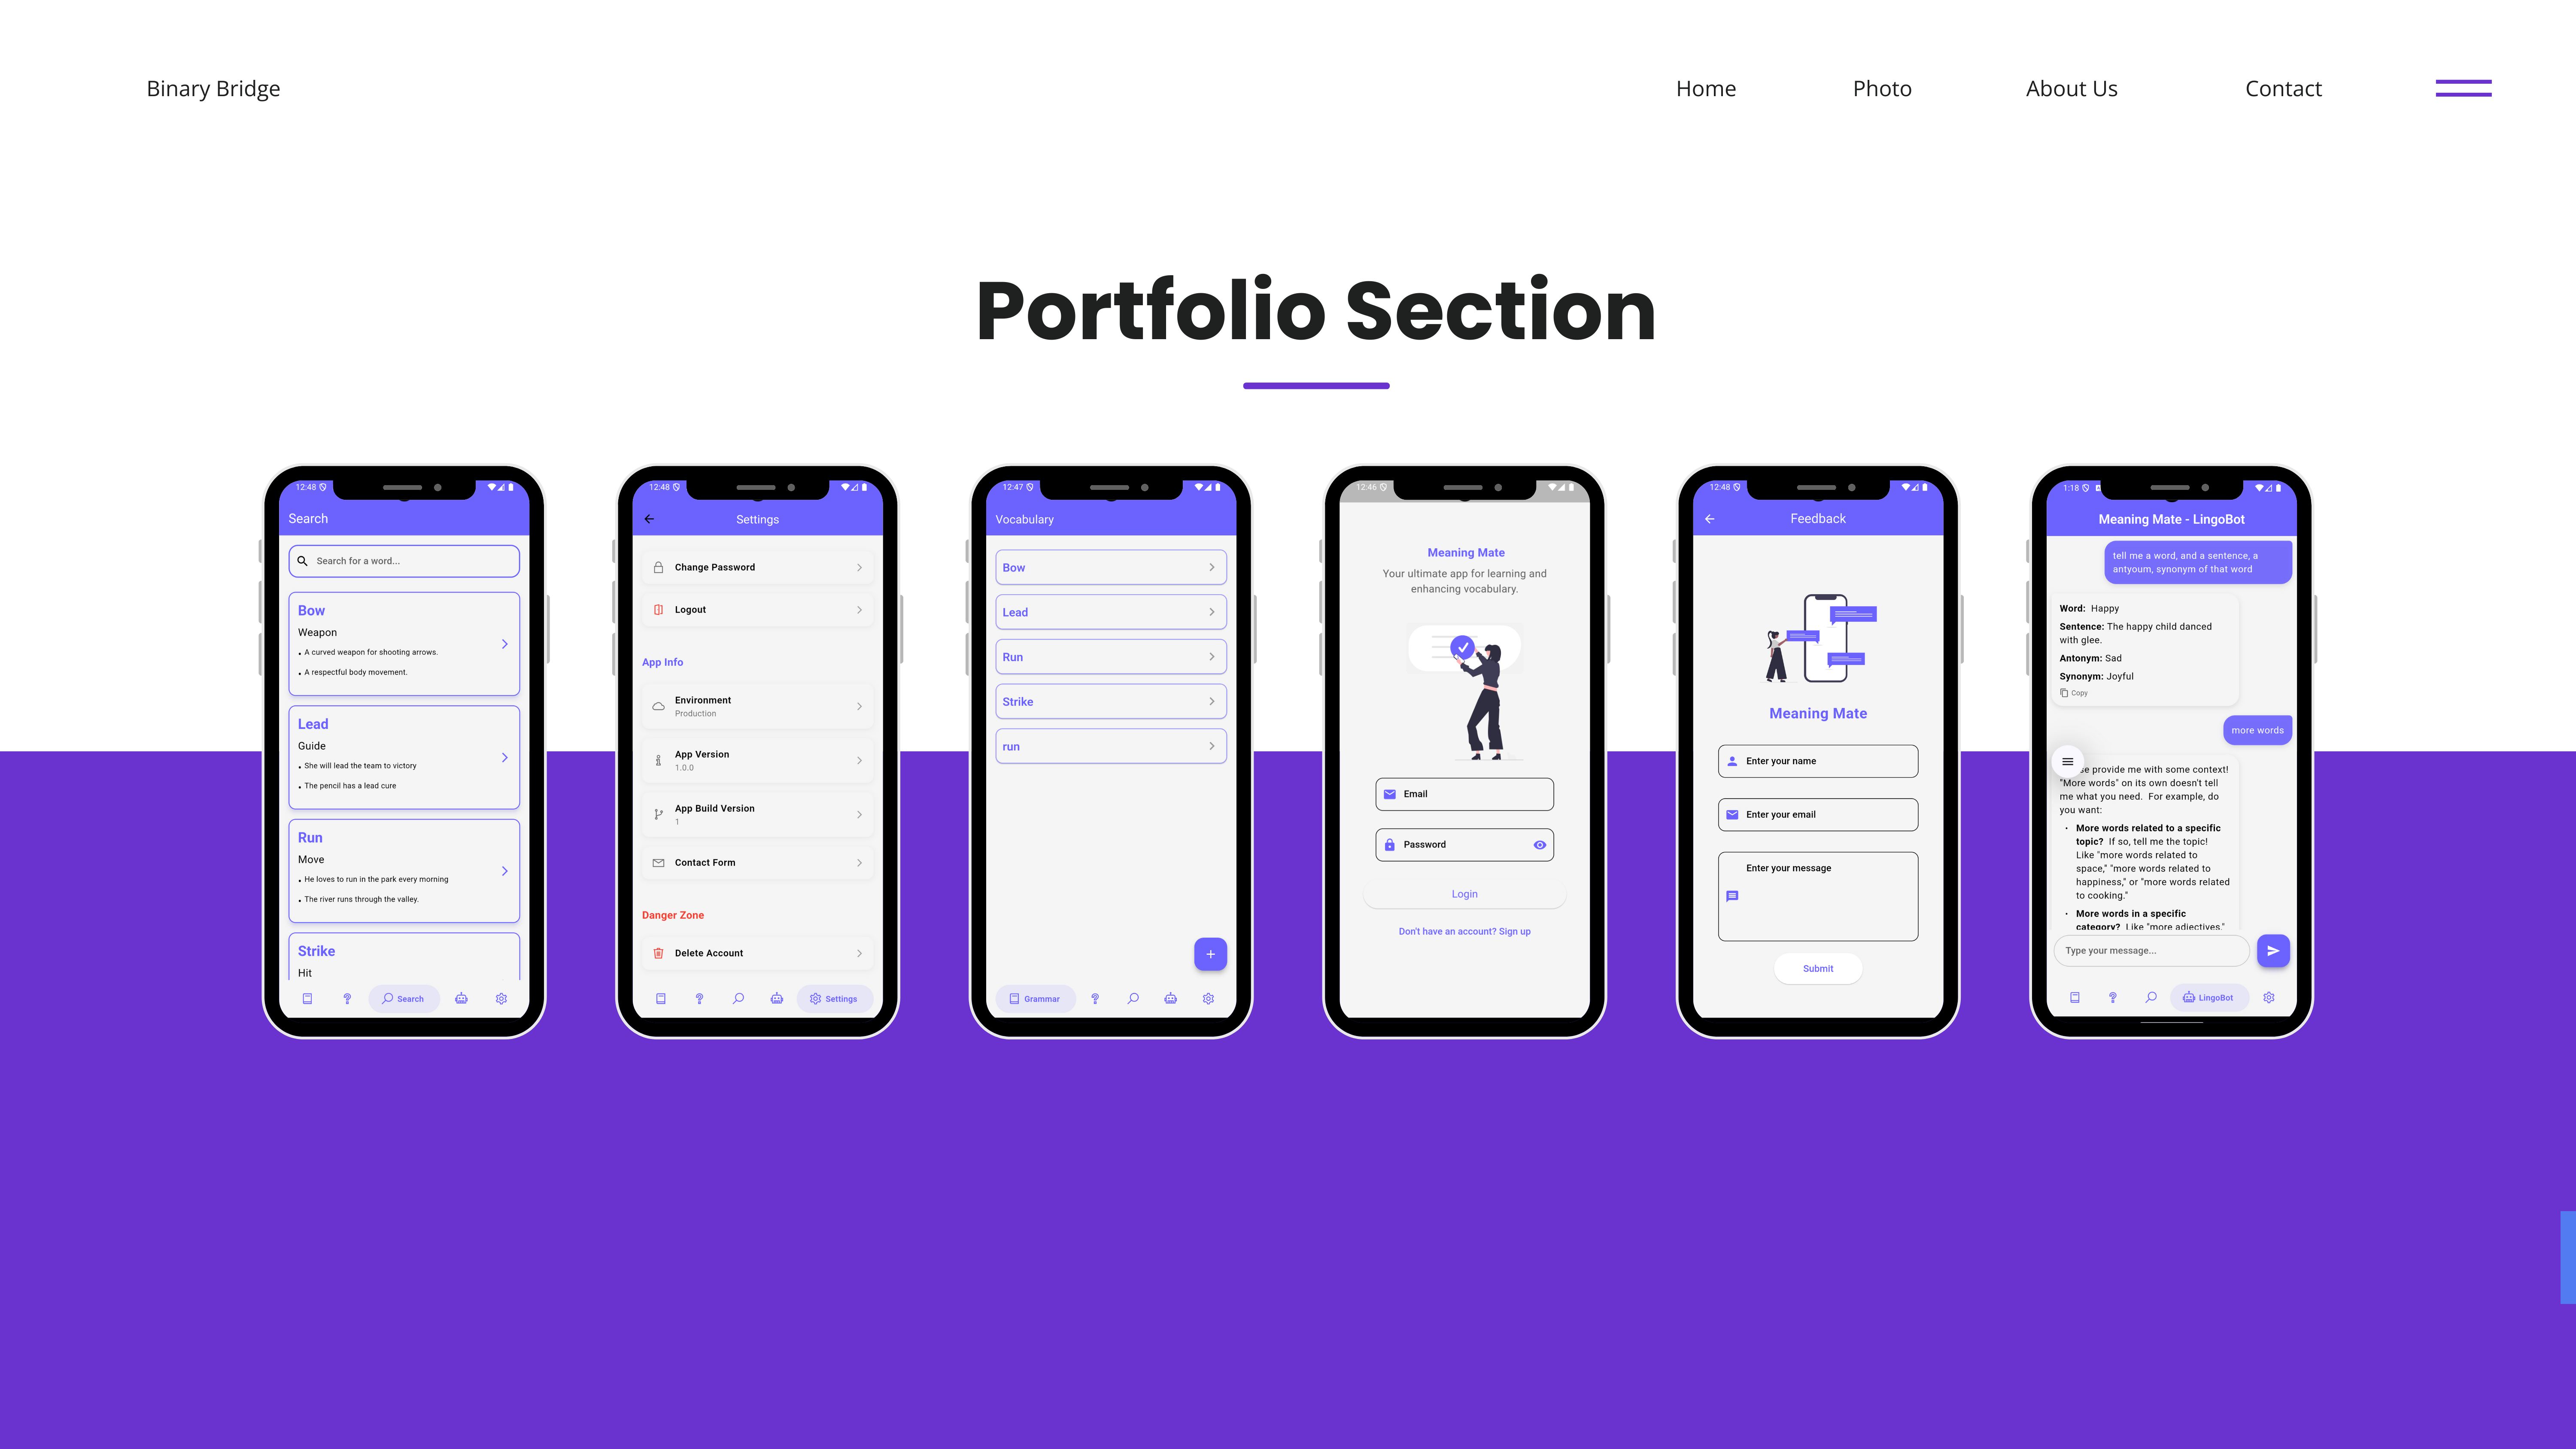 Binary Bridge
Home
Photo
About Us
Contact
Portfolio Section
12:48
Search
Search for a word...
Bow
Weapon
• A curved weapon for shooting arrows.
• A respectful body movement.
Lead
Guide
• She will lead the team to victory
• The pencil has a lead cure
Run
Move
• He loves to run in the park every morning
• The river runs through the valley.
Strike
Hit
Search
12:48
Settings
Change Password
Logout
App Info
Environment
Production
App Version
1.0.0
App Build Version
1
Contact Form
Danger Zone
Delete Account
Settings
12:47
Vocabulary
Bow
Lead
Run
Strike
run
Grammar
12:46
Meaning Mate
Your ultimate app for learning and
enhancing vocabulary.
Email
Password
Login
Don't have an account? Sign up
12:48
Feedback
Meaning Mate
Enter your name
Enter your email
Enter your message
Submit
1:18
Meaning Mate - LingoBot
tell me a word, and a sentence, a
antyoum, synonym of that word
Word: Happy
Sentence: The happy child danced
with glee.
Antonym: Sad
Synonym: Joyful
Copy
more words
provide me with some context!
"More words" on its own doesn't tell
me what you need. For example, do
you want:
• More words related to a specific
topic? If so, tell me the topic!
Like "more words related to
space," "more words related to
happiness," or "more words related
to cooking."
• More words in a specific
category? Like "more adjectives,"
Type your message...
LingoBot